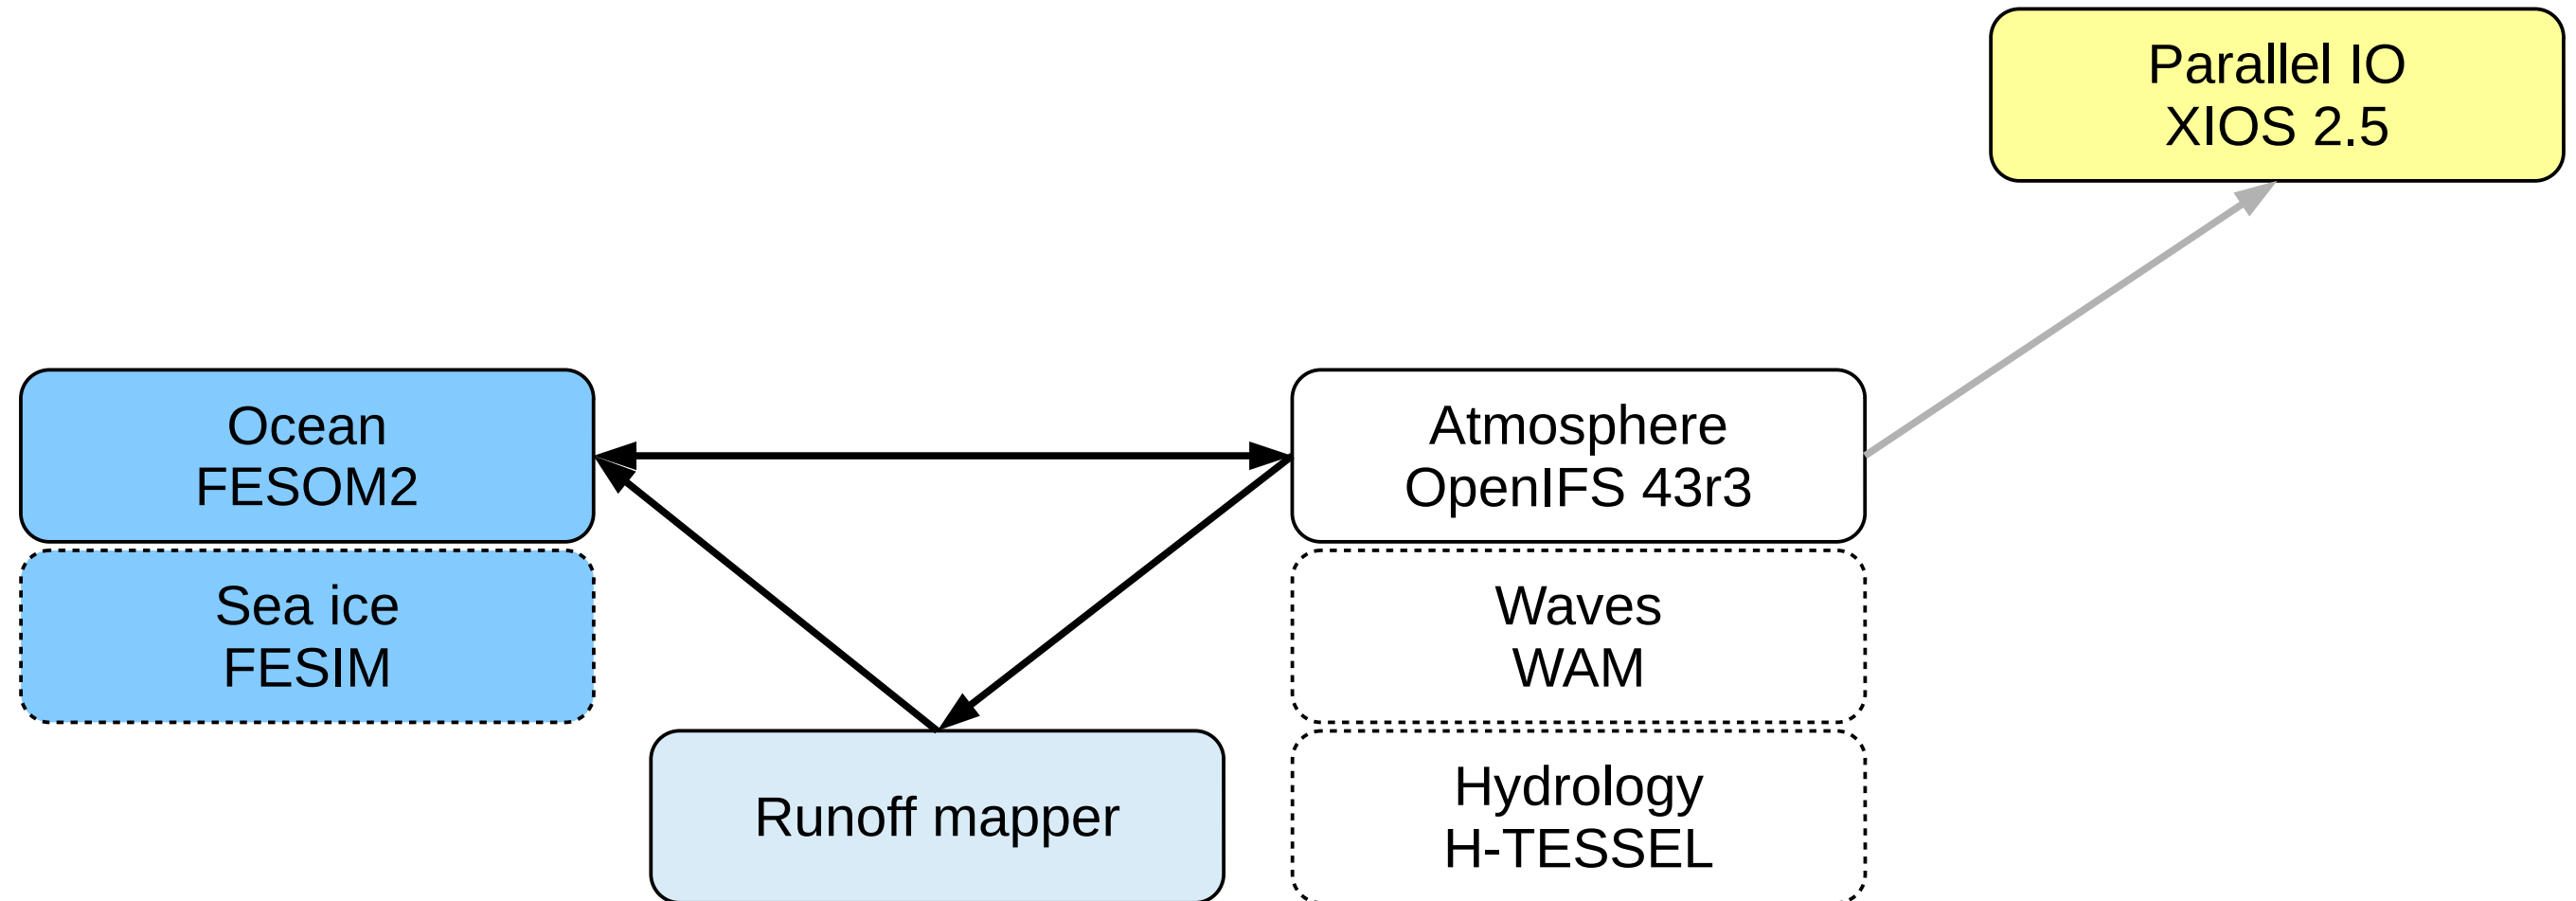 Parallel IO
XIOS 2.5
Ocean
FESOM2
Atmosphere
OpenIFS 43r3
Sea ice
FESIM
Waves
WAM
Runoff mapper
Hydrology
H-TESSEL